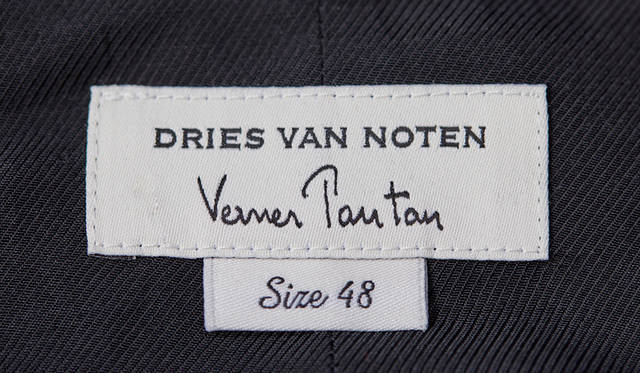 DRIES VAN NOTEN
Verner Panton
Size 48